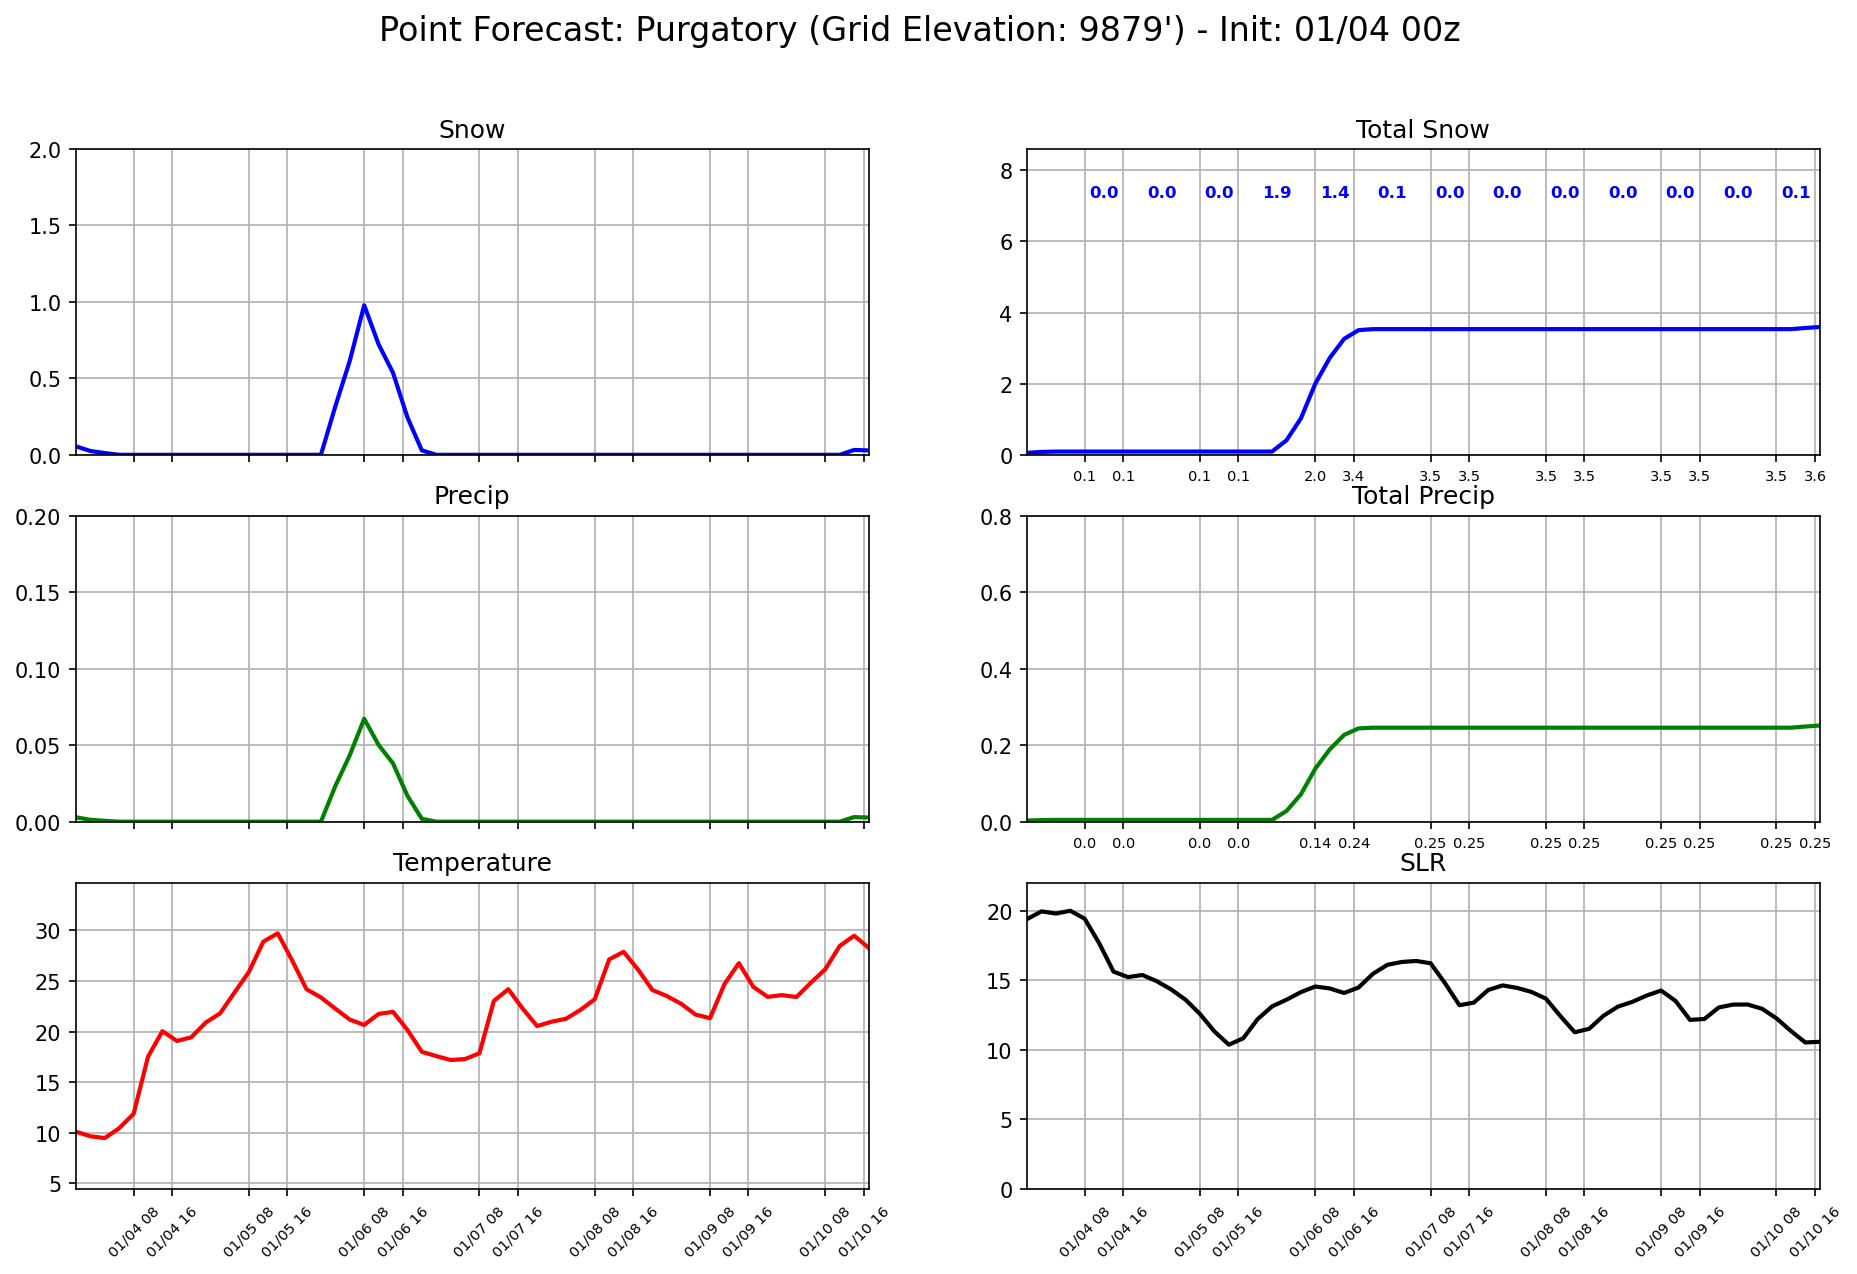 Point Forecast: Purgatory (Grid Elevation: 9879') - Init: 01/04 00z
Snow
2.0
1.5
1.0
0.5
0.0
Total Snow
8
6
4
2
0
0.0 0.0 0.0 1.9 1.4 0.1 0.0 0.0 0.0 0.0 0.0 0.0 0.1
0.1 0.1 0.1 0.1 2.0 3.4 3.5 3.5 3.5 3.5 3.5 3.5 3.5 3.6
Precip
0.20
0.15
0.10
0.05
0.00
Total Precip
0.8
0.6
0.4
0.2
0.0
0.0 0.0 0.0 0.0 0.14 0.24 0.25 0.25 0.25 0.25 0.25 0.25 0.25 0.25
Temperature
30
25
20
15
10
5
01/04 08 01/04 16 01/05 08 01/05 16 01/06 08 01/06 16 01/07 08 01/07 16 01/08 08 01/08 16 01/09 08 01/09 16 01/10 08 01/10 16
SLR
20
15
10
5
0
01/04 08 01/04 16 01/05 08 01/05 16 01/06 08 01/06 16 01/07 08 01/07 16 01/08 08 01/08 16 01/09 08 01/09 16 01/10 08 01/10 16